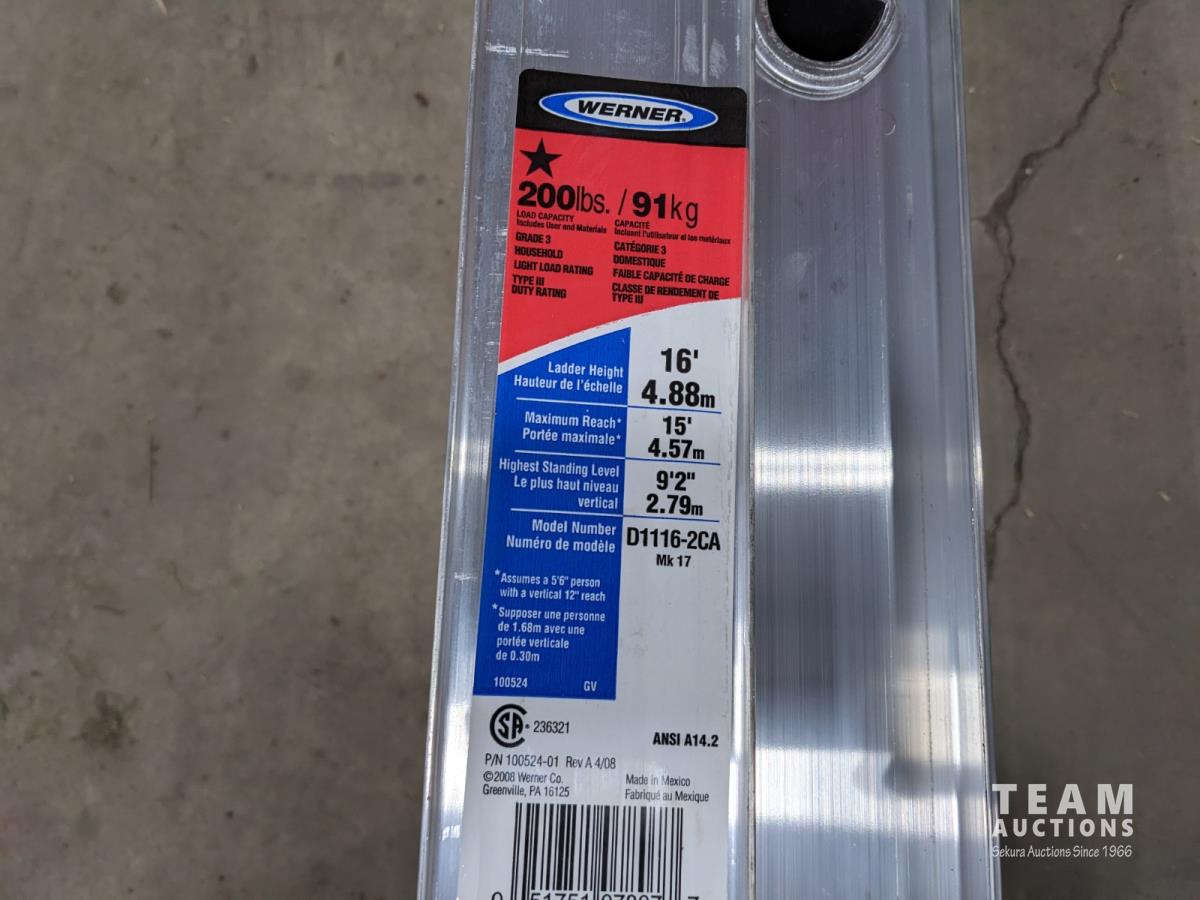 WERNER®
200lbs. / 91kg
LOAD CAPACITY
Includes User and Materials
CAPACITÉ
Incluant l'utilisateur et les matériaux
GRADE 3
HOUSEHOLD
LIGHT LOAD RATING
TYPE III
DUTY RATING
CATÉGORIE 3
DOMESTIQUE
FAIBLE CAPACITÉ DE CHARGE
CLASSE DE RENDEMENT DE
TYPE III
Ladder Height
Hauteur de l'échelle
16'
4.88m
Maximum Reach*
Portée maximale*
15'
4.57m
Highest Standing Level
Le plus haut niveau
vertical
9'2"
2.79m
Model Number
Numéro de modèle
D1116-2CA
Mk 17
*Assumes a 5'6" person
with a vertical 12" reach
*Supposer une personne
de 1.68m avec une
portée verticale
de 0.30m
100524 GV
SA® 236321
ANSI A14.2
P/N 100524-01 Rev A 4/08
©2008 Werner Co.
Greenville, PA 16125
Made in Mexico
Fabriqué au Mexique
TEAM
AUCTIONS
Sekura Auctions Since 1966